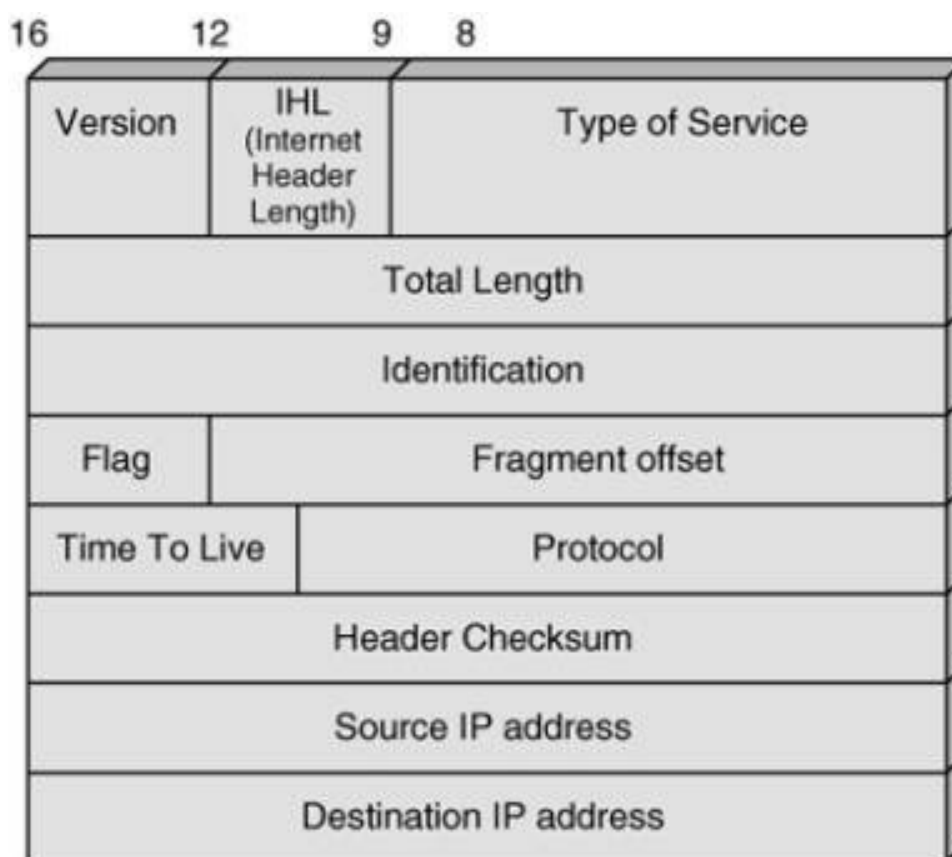 16 12 9 8
Version
IHL
(Internet
Header
Length)
Type of Service
Total Length
Identification
Flag
Fragment offset
Time To Live
Protocol
Header Checksum
Source IP address
Destination IP address